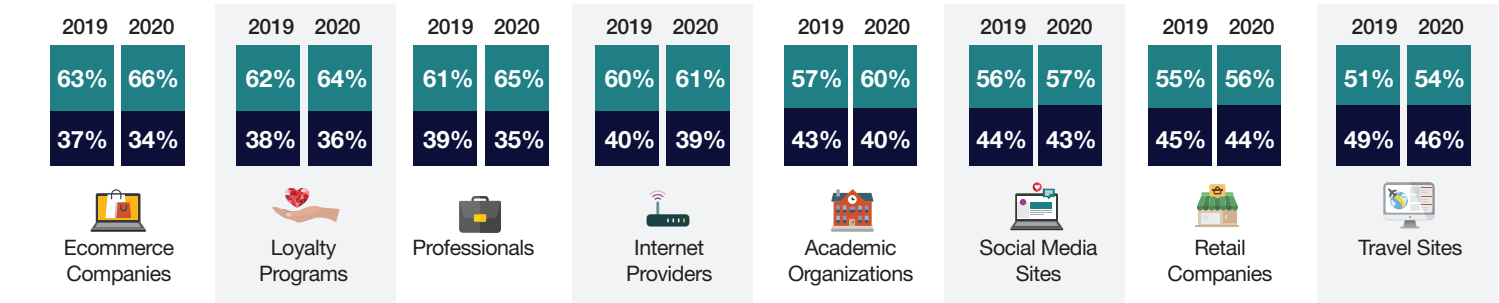 2019 2020 2019 2020 2019 2020 2019 2020 2019 2020 2019 2020 2019 2020 2019 2020
63% 66% 62% 64% 61% 65% 60% 61% 57% 60% 56% 57% 55% 56% 51% 54%
37% 34% 38% 36% 39% 35% 40% 39% 43% 40% 44% 43% 45% 44% 49% 46%
Ecommerce
Companies
Loyalty
Programs
Professionals
Internet
Providers
Academic
Organizations
Social Media
Sites
Retail
Companies
Travel Sites